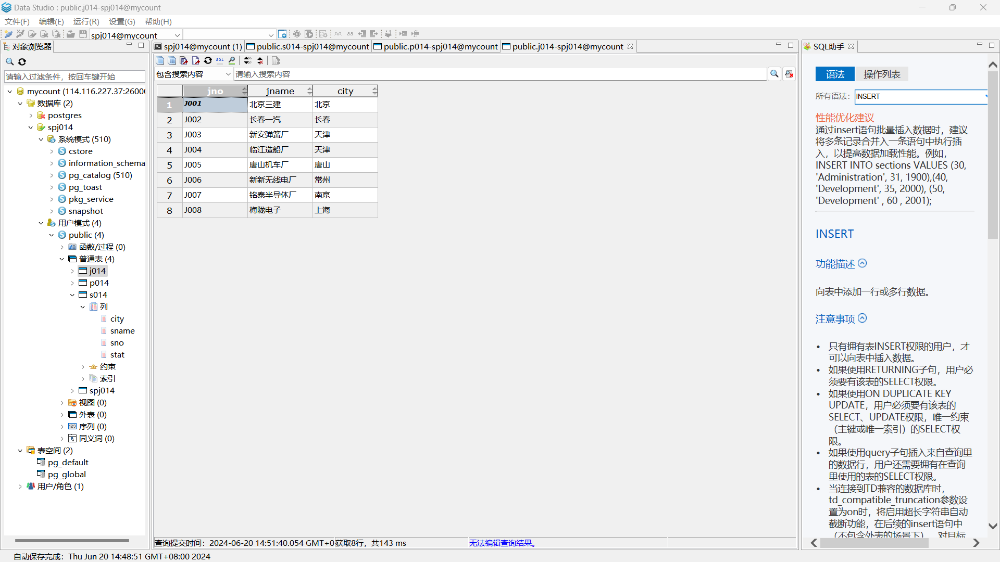 Data Studio : public.j014-spj014@mycount
文件(F) 编辑(E) 运行(R) 设置(G) 帮助(H)
spj014@mycount
对象浏览器
请输入过滤条件，按回车键开始
mycount (114.116.227.37:26000
数据库 (2)
postgres
spj014
系统模式 (510)
cstore
information_schema
pg_catalog (510)
pg_toast
pkg_service
snapshot
用户模式 (4)
public (4)
函数/过程 (0)
普通表 (4)
j014
p014
s014
列
city
sname
sno
stat
约束
索引
spj014
视图 (0)
外表 (0)
序列 (0)
同义词 (0)
表空间 (2)
pg_default
pg_global
用户/角色 (1)
spj014@mycount (1) public.s014-spj014@mycount public.p014-spj014@mycount public.j014-spj014@mycount
包含搜索内容 请输入搜索内容
jno jname city
1 J001 北京三建 北京
2 J002 长春一汽 长春
3 J003 新安弹簧厂 天津
4 J004 临江造船厂 天津
5 J005 唐山机车厂 唐山
6 J006 新新无线电厂 常州
7 J007 铭泰半导体厂 南京
8 J008 梅陇电子 上海
查询提交时间：2024-06-20 14:51:40.054 GMT+0 获取8行，共143 ms 无法编辑查询结果。
SQL助手
语法 操作列表
所有语法: INSERT
性能优化建议
通过insert语句批量插入数据时，建议
将多条记录合并入一条语句中执行插
入，以提高数据加载性能。例如，
INSERT INTO sections VALUES (30,
'Administration', 31, 1900),(40,
'Development', 35, 2000), (50,
'Development' , 60 , 2001);
INSERT
功能描述
向表中添加一行或多行数据。
注意事项
• 只有拥有表INSERT权限的用户，才
可以向表中插入数据。
• 如果使用RETURNING子句，用户必
须要有该表的SELECT权限。
• 如果使用ON DUPLICATE KEY
UPDATE，用户必须要有该表的
SELECT、UPDATE权限，唯一约束
（主键或唯一索引）的SELECT权
限。
• 如果使用query子句插入来自查询里
的数据行，用户还需要拥有在查询
里使用的表的SELECT权限。
• 当连接到TD兼容的数据库时，
td_compatible_truncation参数设
置为on时，将启用超长字符串自动
截断功能，在后续的insert语句中
（不包含外表的场景下），对目标
自动保存完成：Thu Jun 20 14:48:51 GMT+08:00 2024